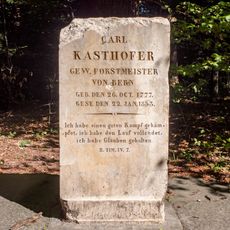 CARL
KASTHOFER
GEW. FORSTMEISTER
VON BERN
GEB. DEN 26. OCT. 1777.
GEST. DEN 22. JAN. 1853.
Ich habe einen guten Kampf gekäm-
pfet, ich habe den Lauf vollendet,
ich habe Glauben gehalten
II. TIM. IV. 7.